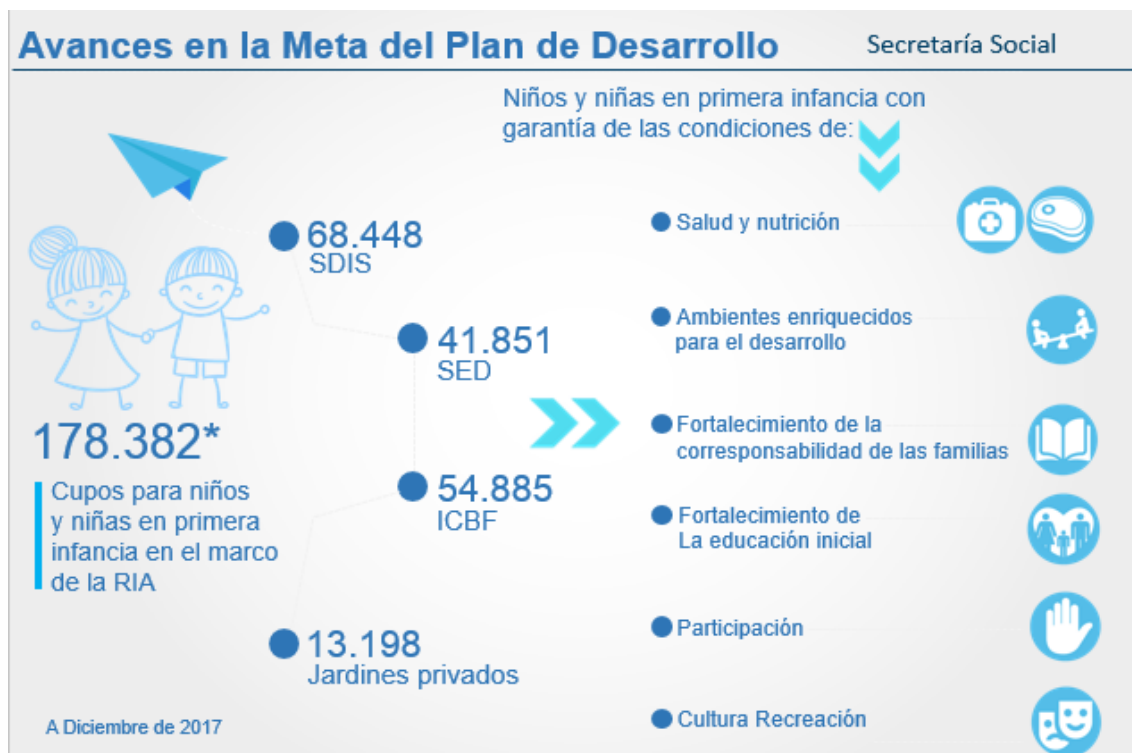 Avances en la Meta del Plan de Desarrollo
Secretaría Social
Niños y niñas en primera infancia con
garantía de las condiciones de:
68.448
SDIS
41.851
SED
178.382*
Cupos para niños
y niñas en primera
infancia en el marco
de la RIA
54.885
ICBF
13.198
Jardines privados
A Diciembre de 2017
Salud y nutrición
Ambientes enriquecidos
para el desarrollo
Fortalecimiento de la
corresponsabilidad de las familias
Fortalecimiento de
La educación inicial
Participación
Cultura Recreación